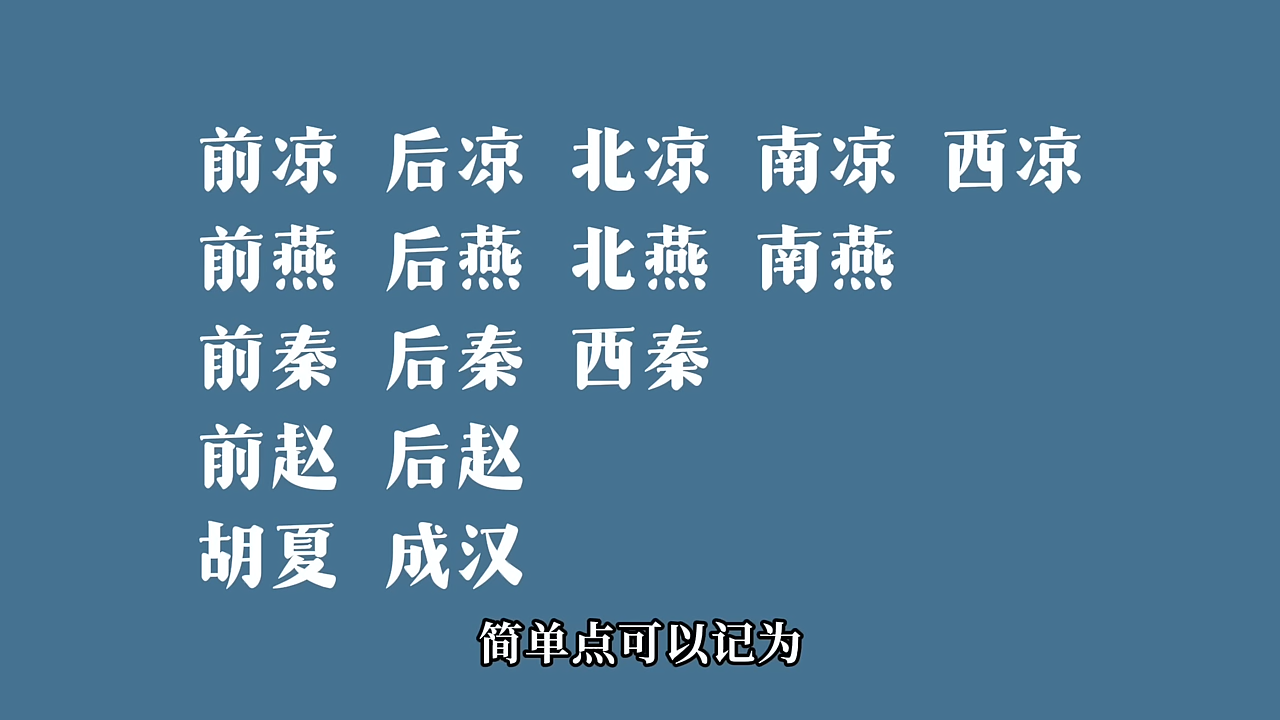 前凉 后凉 北凉 南凉 西凉
前燕 后燕 北燕 南燕
前秦 后秦 西秦
前赵 后赵
胡夏 成汉
简单点可以记为